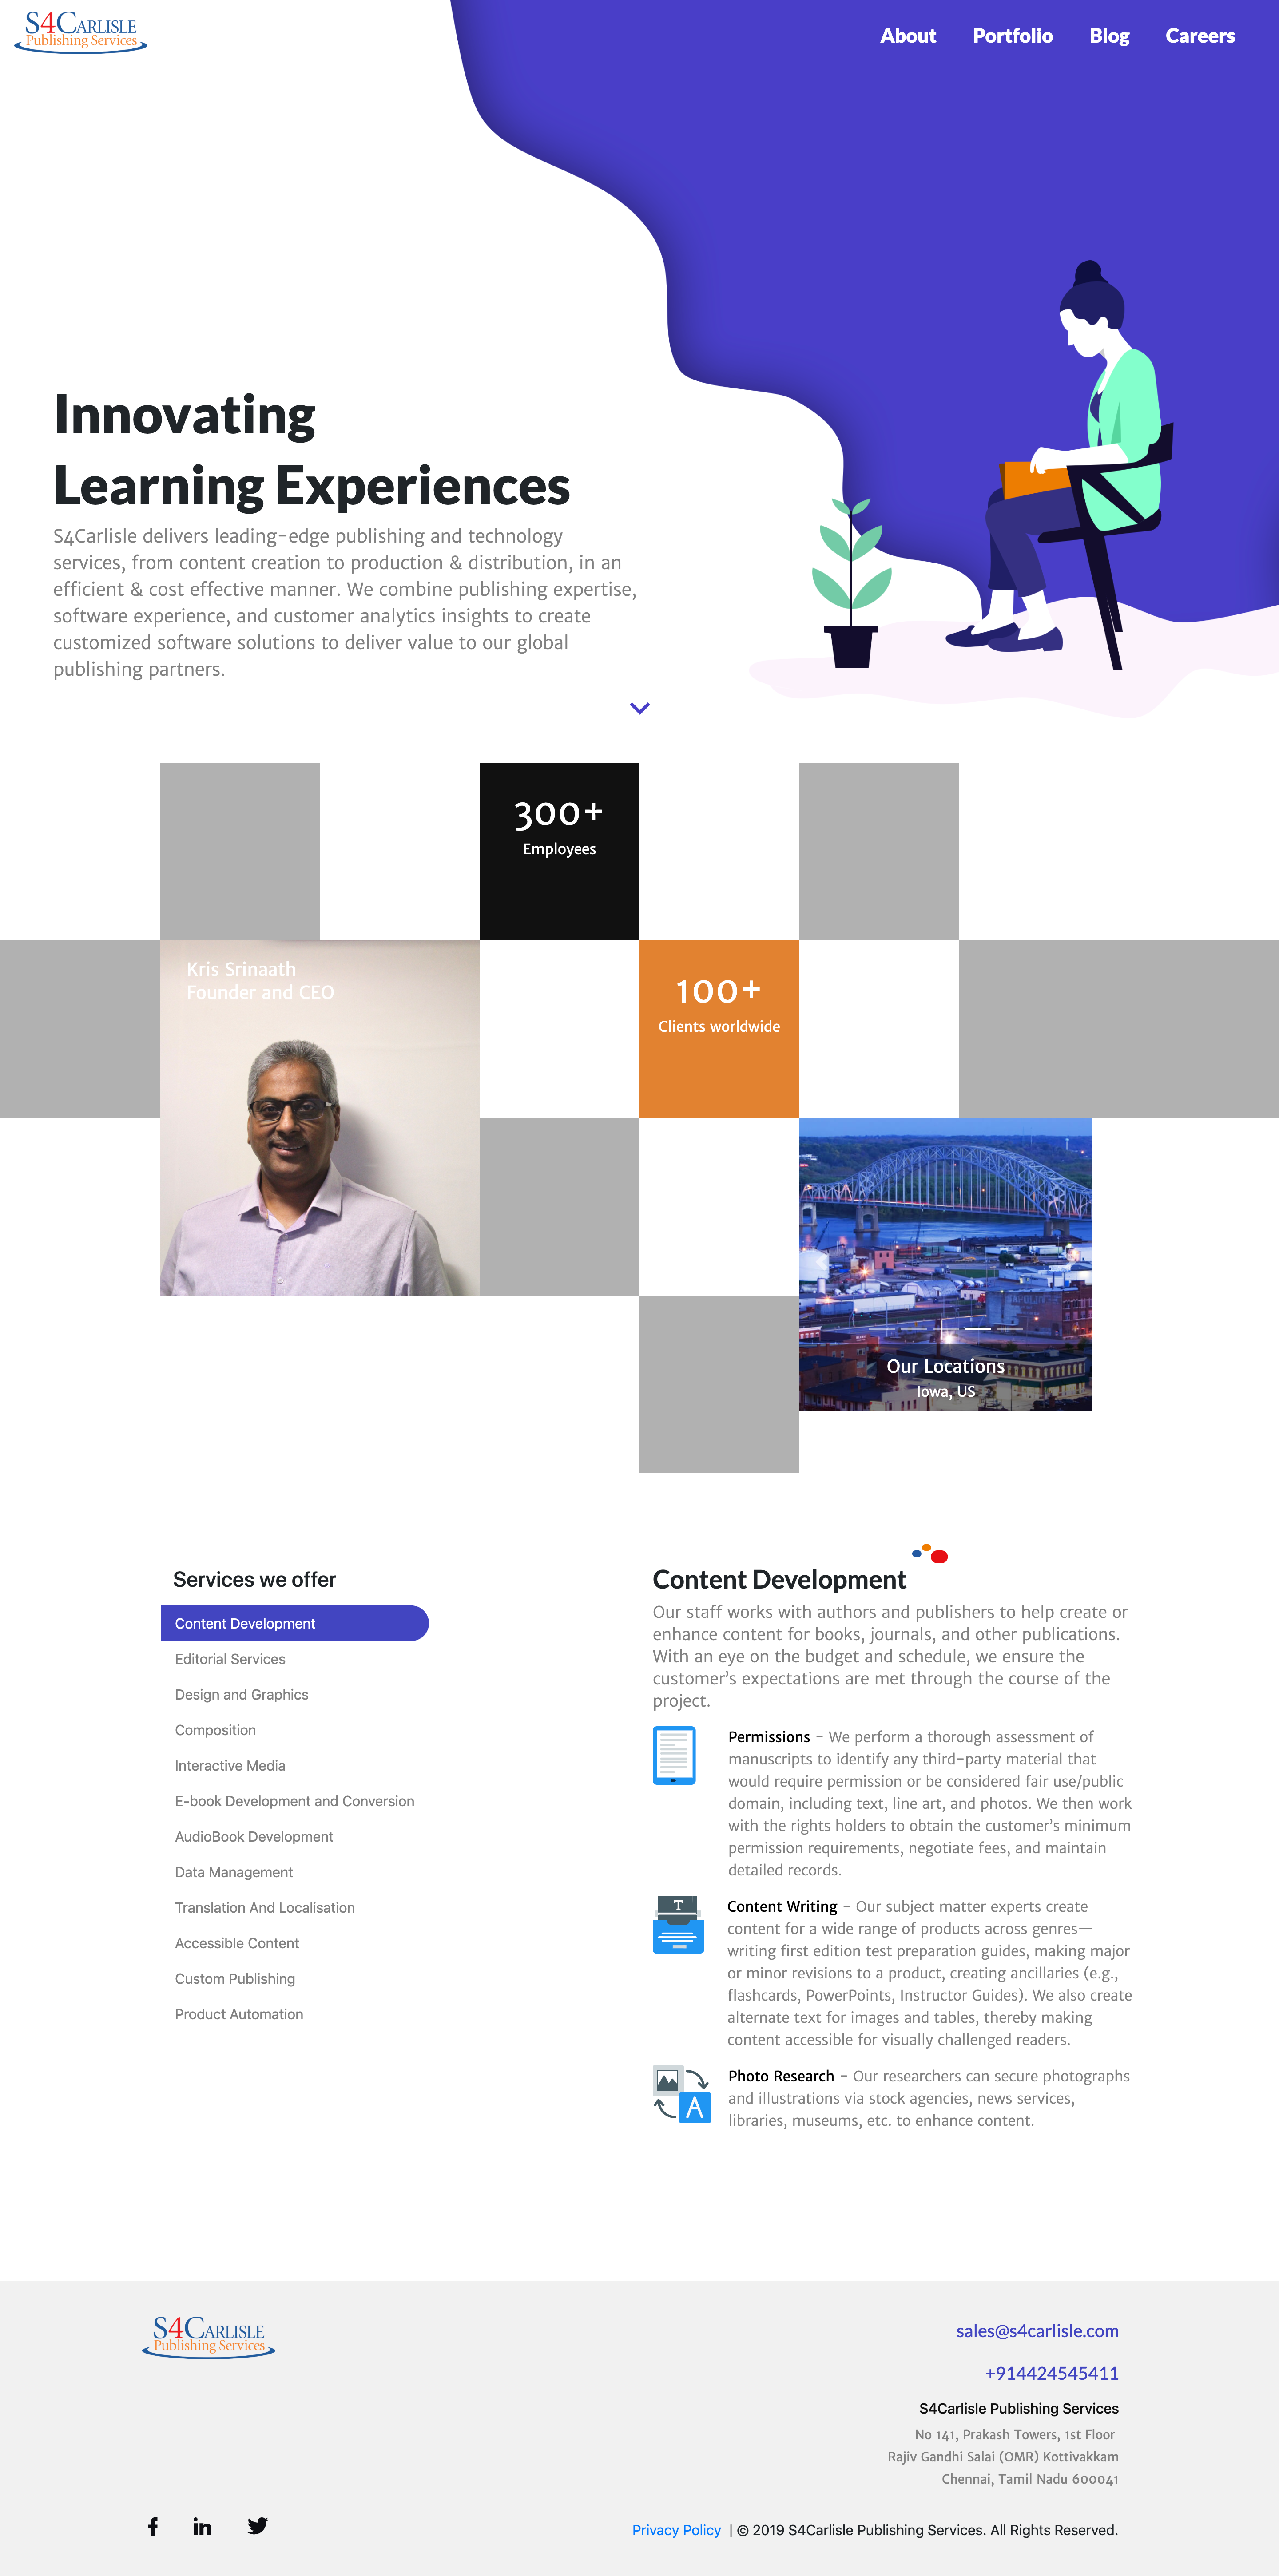 S4CARLISLE
Publishing Services
About Portfolio Blog Careers
Innovating
Learning Experiences
S4Carlisle delivers leading-edge publishing and technology
services, from content creation to production & distribution, in an
efficient & cost effective manner. We combine publishing expertise,
software experience, and customer analytics insights to create
customized software solutions to deliver value to our global
publishing partners.
300+
Employees
Kris Srinaath
Founder and CEO
100+
Clients worldwide
Our Locations
Iowa, US
Services we offer
Content Development
Editorial Services
Design and Graphics
Composition
Interactive Media
E-book Development and Conversion
AudioBook Development
Data Management
Translation And Localisation
Accessible Content
Custom Publishing
Product Automation
Content Development
Our staff works with authors and publishers to help create or
enhance content for books, journals, and other publications.
With an eye on the budget and schedule, we ensure the
customer's expectations are met through the course of the
project.
Permissions - We perform a thorough assessment of
manuscripts to identify any third-party material that
would require permission or be considered fair use/public
domain, including text, line art, and photos. We then work
with the rights holders to obtain the customer's minimum
permission requirements, negotiate fees, and maintain
detailed records.
T
Content Writing - Our subject matter experts create
content for a wide range of products across genres—
writing first edition test preparation guides, making major
or minor revisions to a product, creating ancillaries (e.g.,
flashcards, PowerPoints, Instructor Guides). We also create
alternate text for images and tables, thereby making
content accessible for visually challenged readers.
A
Photo Research - Our researchers can secure photographs
and illustrations via stock agencies, news services,
libraries, museums, etc. to enhance content.
S4CARLISLE
Publishing Services
sales@s4carlisle.com
+914424545411
S4Carlisle Publishing Services
No 141, Prakash Towers, 1st Floor
Rajiv Gandhi Salai (OMR) Kottivakkam
Chennai, Tamil Nadu 600041
Privacy Policy | © 2019 S4Carlisle Publishing Services. All Rights Reserved.